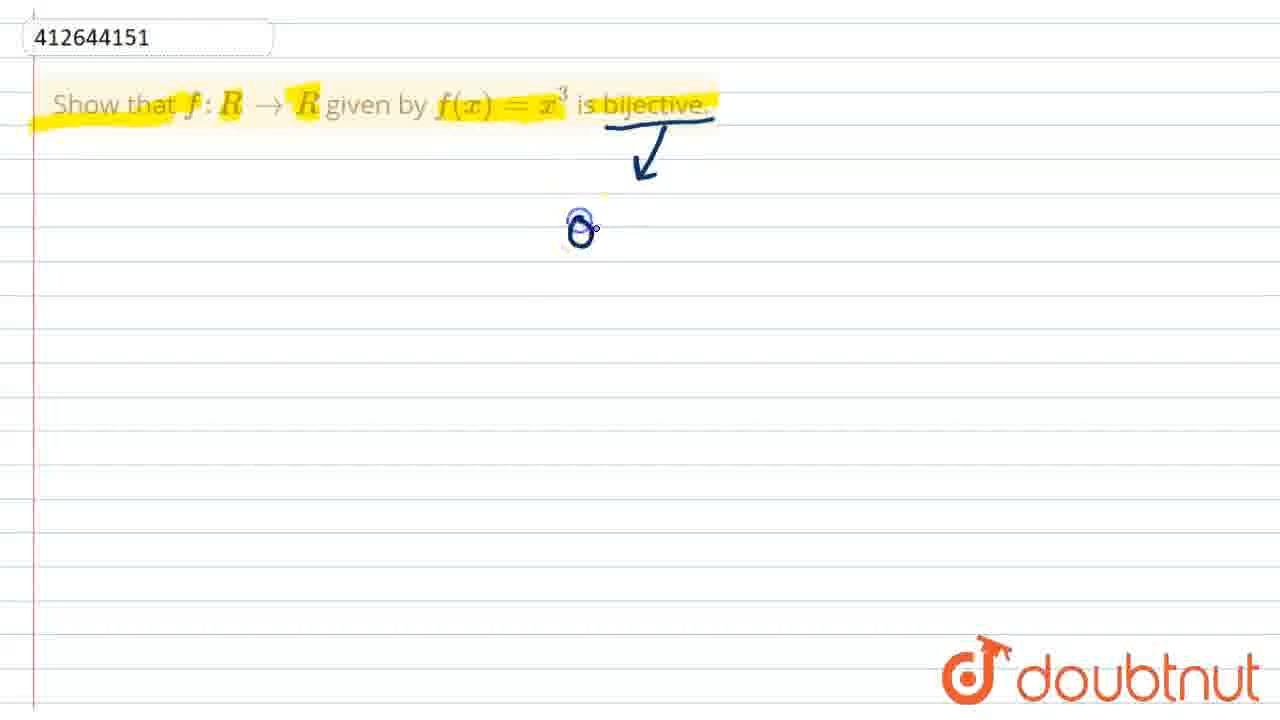 412644151
Show that f : R → R given by f(x) = x³ is bijective.
O
doubtnut